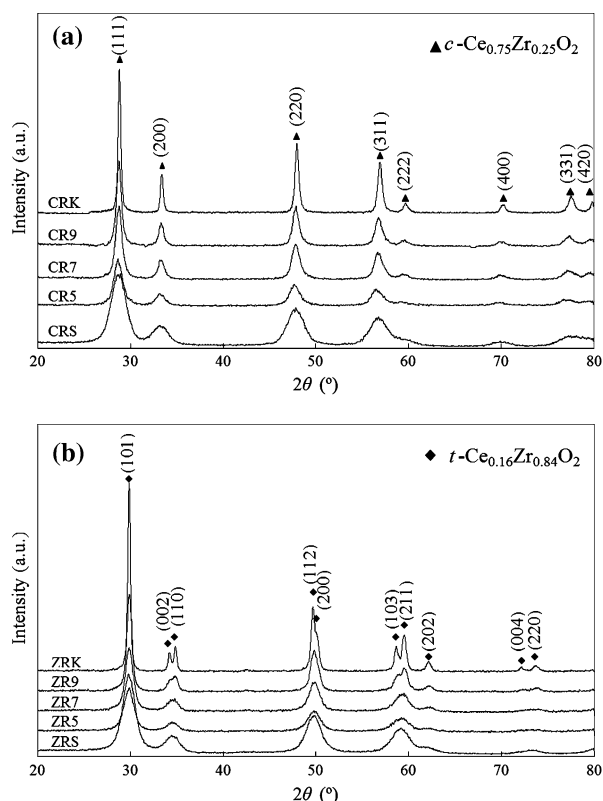 (a)
▲ c-Ce0.75Zr0.25O2
(111)
(200)
(220)
(311)
(222)
(400)
(331)
(420)
Intensity (a.u.)
CRK
CR9
CR7
CR5
CRS
20 30 40 50 60 70 80
2θ (º)
(b)
◆ t-Ce0.16Zr0.84O2
(101)
(002)
(110)
(112)
(200)
(103)
(211)
(202)
(004)
(220)
Intensity (a.u.)
ZRK
ZR9
ZR7
ZR5
ZRS
20 30 40 50 60 70 80
2θ (º)